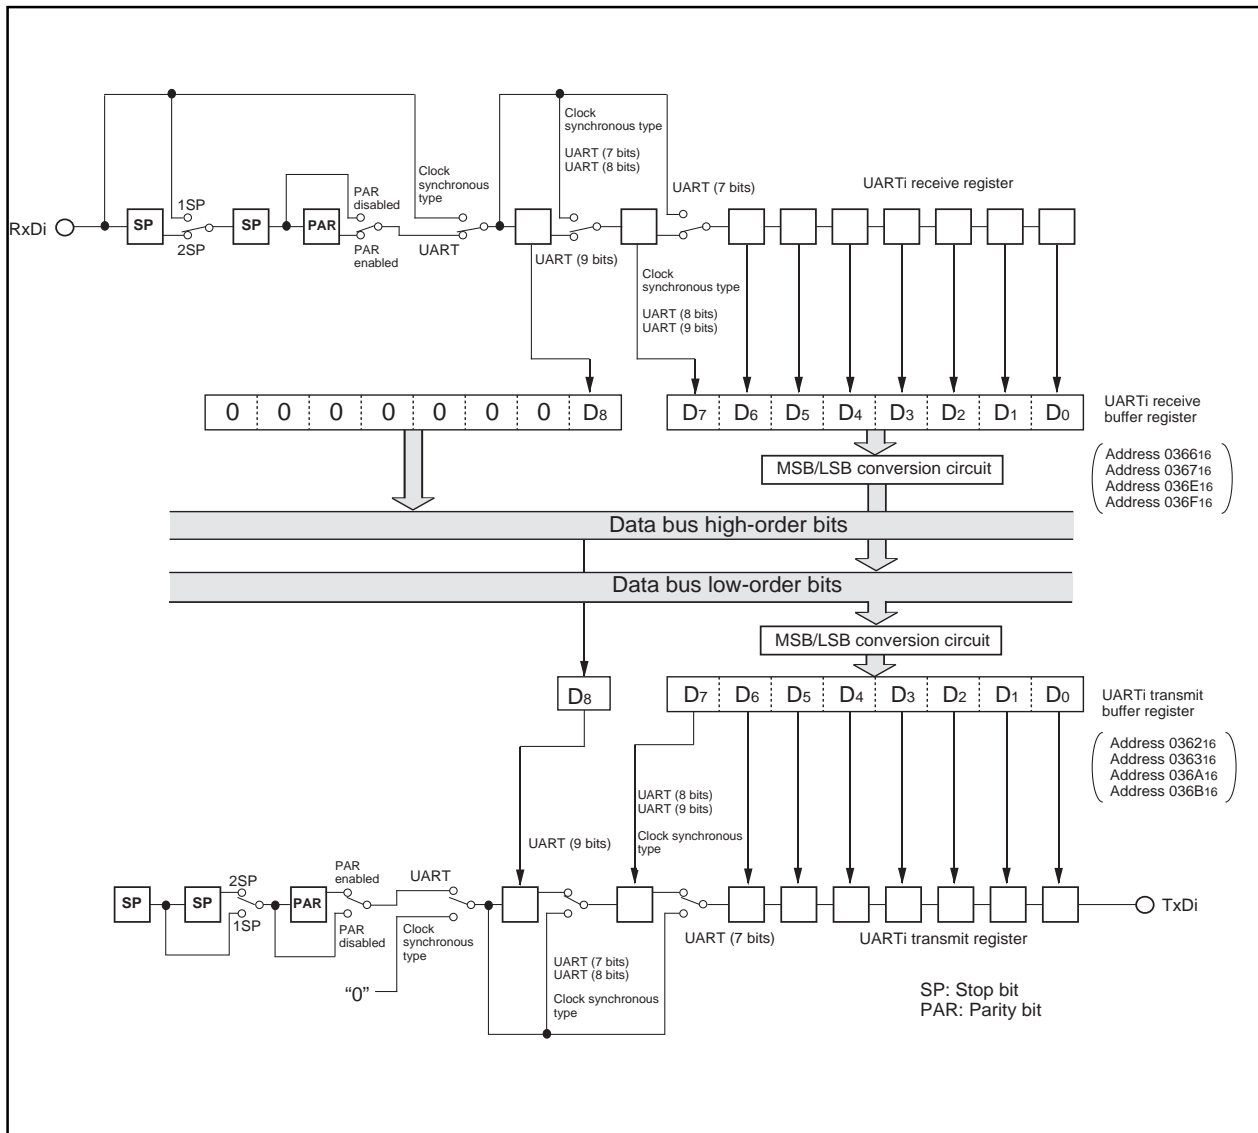 Clock
synchronous type
UART (7 bits)
UART (8 bits)
Clock
synchronous
type
PAR
disabled
UART (7 bits)
UARTi receive register
1SP
RxDi
SP
SP
PAR
2SP
PAR
enabled
UART
UART (9 bits)
Clock
synchronous type
UART (8 bits)
UART (9 bits)
0 0 0 0 0 0 0 D8
D7 D6 D5 D4 D3 D2 D1 D0
UARTi receive
buffer register
MSB/LSB conversion circuit
Address 036616
Address 036716
Address 036E16
Address 036F16
Data bus high-order bits
Data bus low-order bits
MSB/LSB conversion circuit
D8
D7 D6 D5 D4 D3 D2 D1 D0
UARTi transmit
buffer register
Address 036216
Address 036316
Address 036A16
Address 036B16
UART (8 bits)
UART (9 bits)
Clock synchronous
type
UART (9 bits)
PAR
enabled
UART
2SP
SP
SP
PAR
TxDi
1SP
PAR
disabled
Clock
synchronous
type
UART (7 bits)
UARTi transmit register
UART (7 bits)
UART (8 bits)
Clock synchronous
type
“0”
SP: Stop bit
PAR: Parity bit